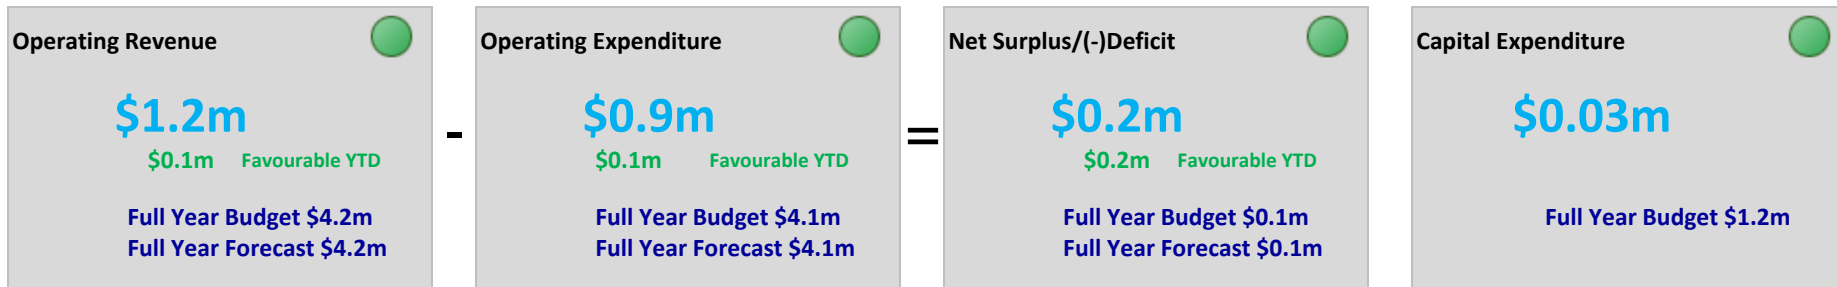 Operating Revenue
$1.2m
$0.1m Favourable YTD
Full Year Budget $4.2m
Full Year Forecast $4.2m
-
Operating Expenditure
$0.9m
$0.1m Favourable YTD
Full Year Budget $4.1m
Full Year Forecast $4.1m
=
Net Surplus/(-)Deficit
$0.2m
$0.2m Favourable YTD
Full Year Budget $0.1m
Full Year Forecast $0.1m
Capital Expenditure
$0.03m
Full Year Budget $1.2m